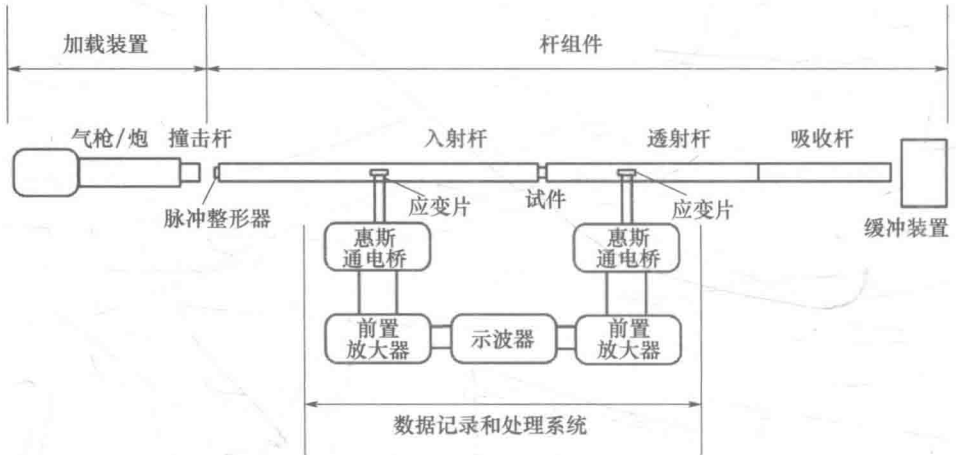 加载装置
杆组件
气枪/炮
撞击杆
入射杆
透射杆
吸收杆
脉冲整形器
应变片
试件
应变片
缓冲装置
惠斯
通电桥
惠斯
通电桥
前置
放大器
示波器
前置
放大器
数据记录和处理系统